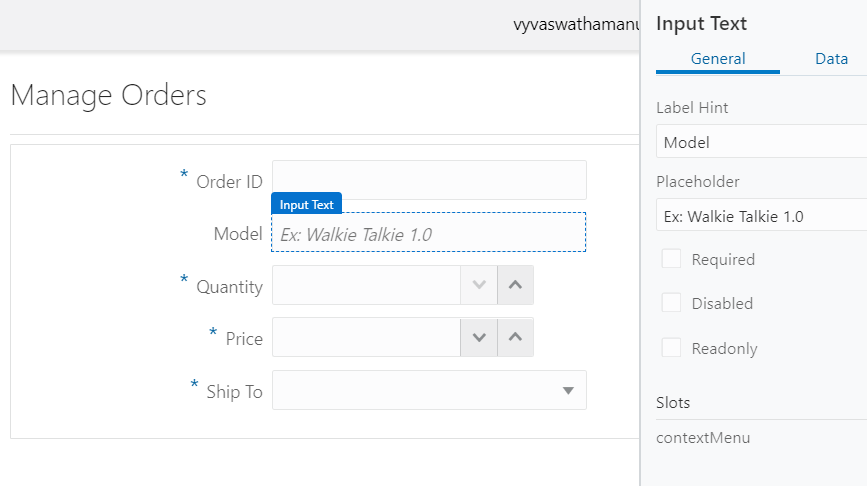 vyvaswathamanu
Manage Orders
* Order ID
Input Text
Model
Ex: Walkie Talkie 1.0
* Quantity
* Price
* Ship To
Input Text
General Data
Label Hint
Model
Placeholder
Ex: Walkie Talkie 1.0
Required
Disabled
Readonly
Slots
contextMenu